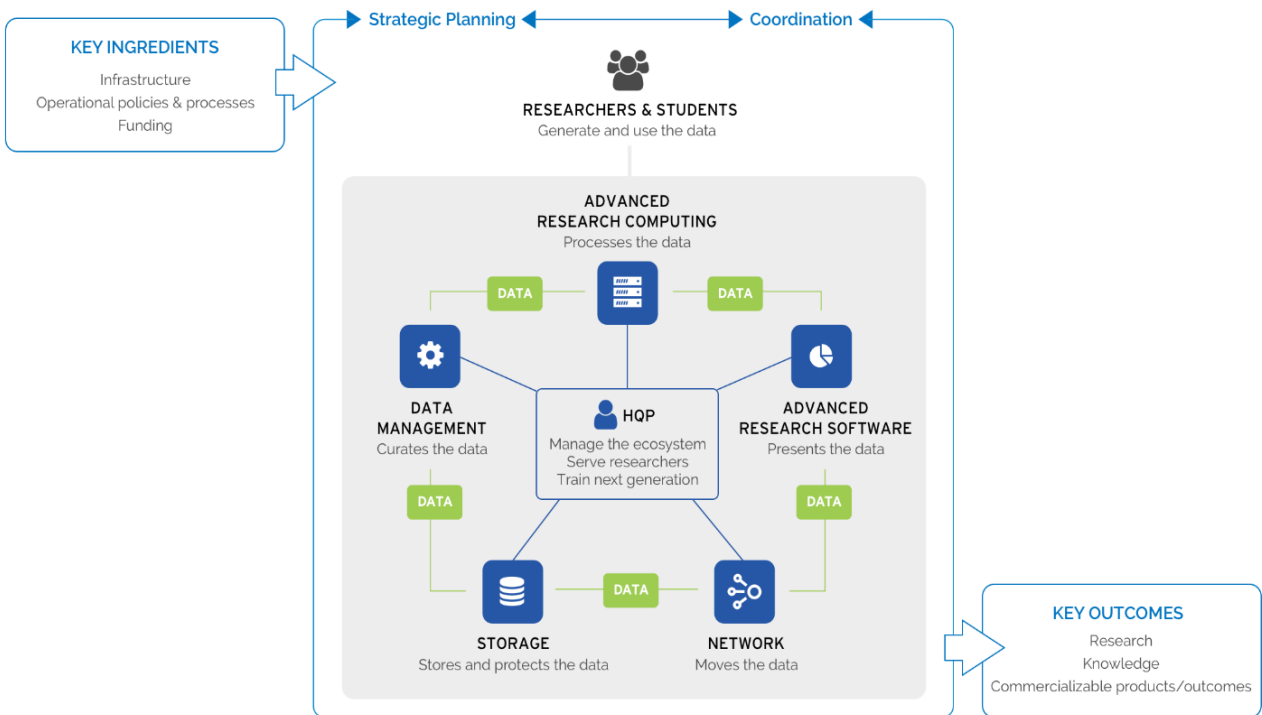 Strategic Planning
Coordination
KEY INGREDIENTS
Infrastructure
Operational policies & processes
Funding
RESEARCHERS & STUDENTS
Generate and use the data
ADVANCED
RESEARCH COMPUTING
Processes the data
DATA
DATA
DATA
MANAGEMENT
Curates the data
HQP
Manage the ecosystem
Serve researchers
Train next generation
ADVANCED
RESEARCH SOFTWARE
Presents the data
DATA
DATA
DATA
STORAGE
Stores and protects the data
NETWORK
Moves the data
KEY OUTCOMES
Research
Knowledge
Commercializable products/outcomes